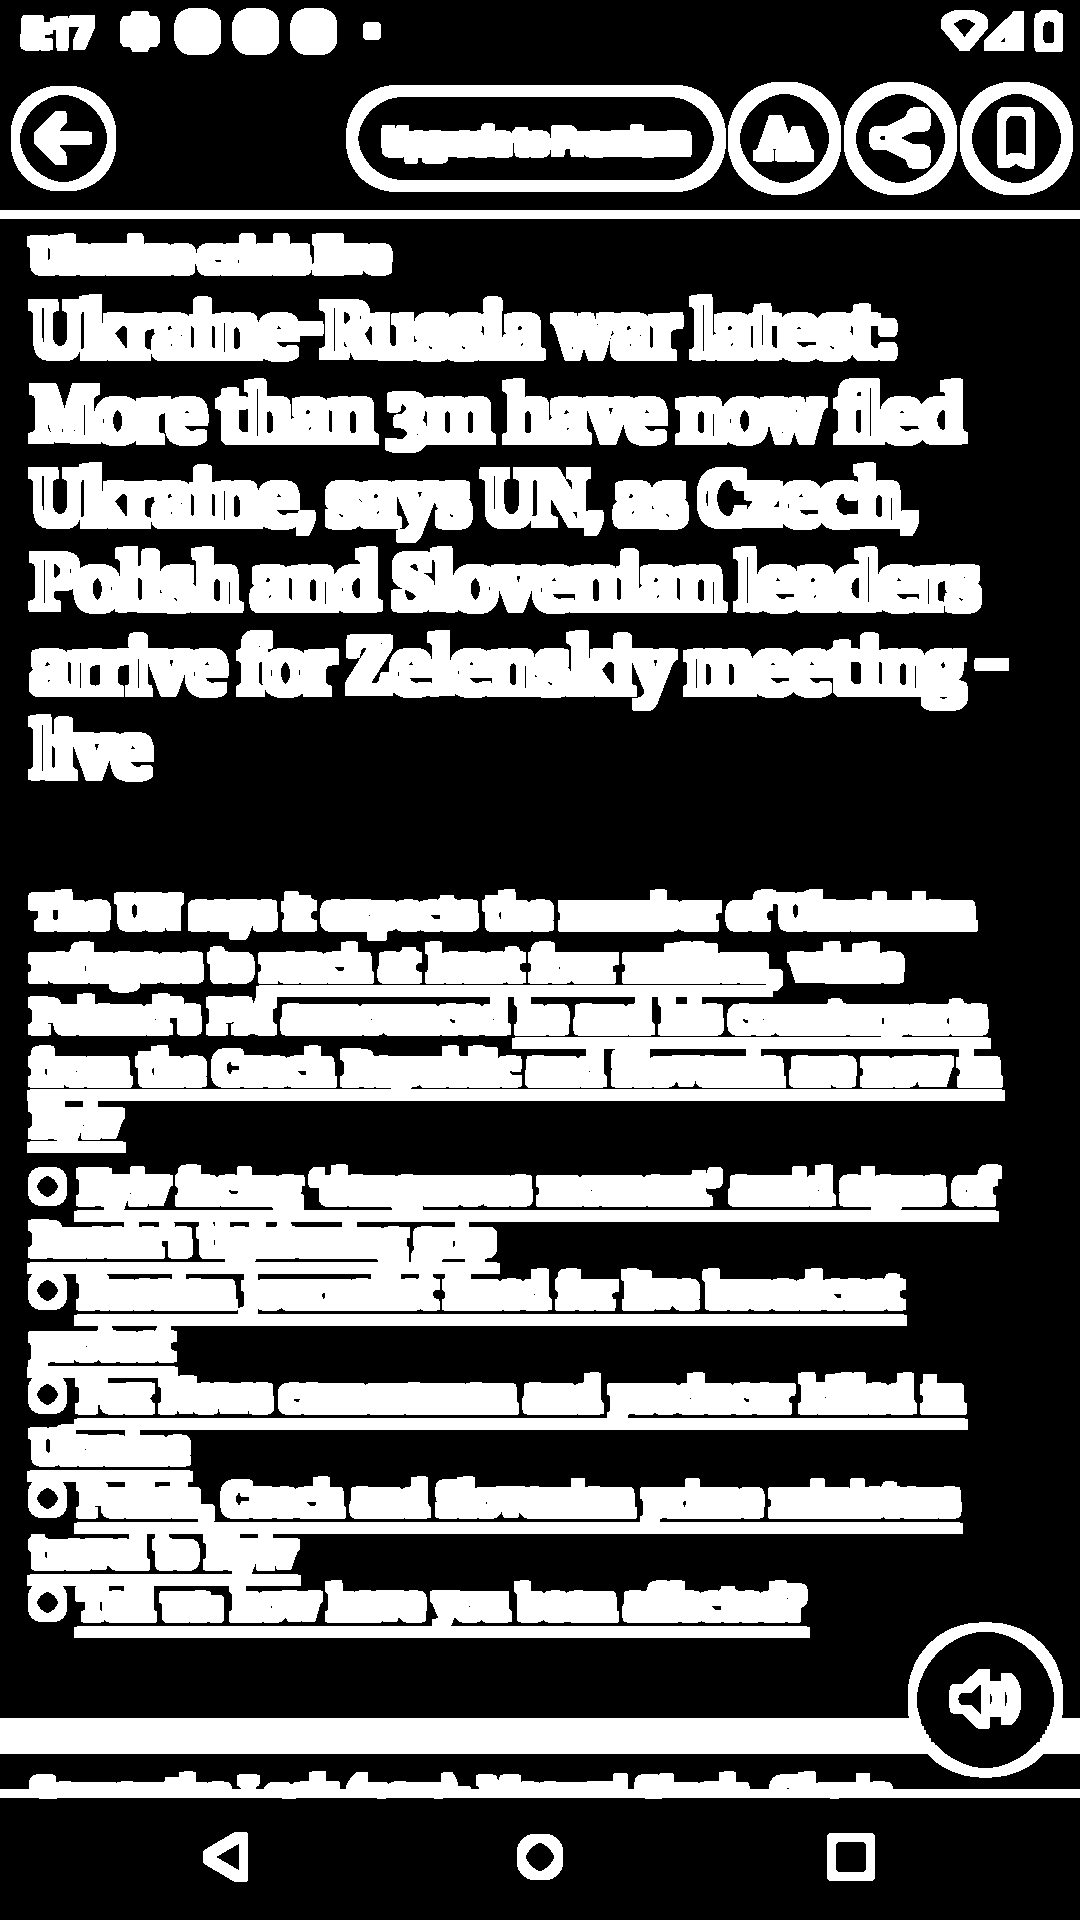 8:17
Upgrade to Premium
Ukraine crisis live
Ukraine-Russia war latest:
More than 3m have now fled
Ukraine, says UN, as Czech,
Polish and Slovenian leaders
arrive for Zelenskiy meeting –
live
The UN says it expects the number of Ukrainian
refugees to reach at least four million, while
Poland's PM announced he and his counterparts
from the Czech Republic and Slovenia are now in
Kyiv
Kyiv facing 'dangerous moment' amid signs of
Russia's tightening grip
Russian journalist fined for live broadcast
protest
Fox News cameraman and producer killed in
Ukraine
Polish, Czech and Slovenian prime ministers
travel to Kyiv
Tell us: how have you been affected?